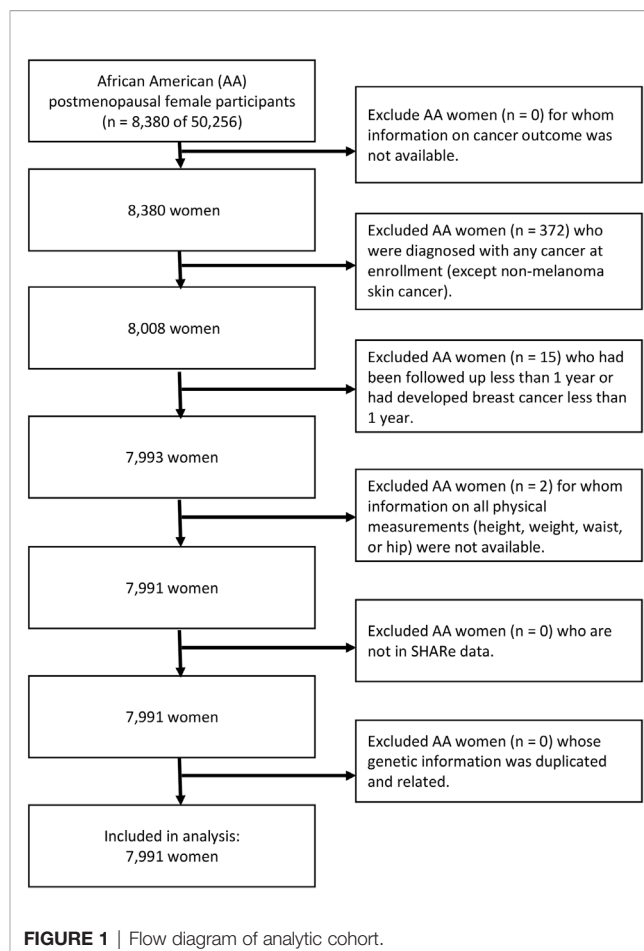 African American (AA)
postmenopausal female participants
(n = 8,380 of 50,256)
Exclude AA women (n = 0) for whom
information on cancer outcome was
not available.
8,380 women
Excluded AA women (n = 372) who
were diagnosed with any cancer at
enrollment (except non-melanoma
skin cancer).
8,008 women
Excluded AA women (n = 15) who had
been followed up less than 1 year or
had developed breast cancer less than
1 year.
7,993 women
Excluded AA women (n = 2) for whom
information on all physical
measurements (height, weight, waist,
or hip) were not available.
7,991 women
Excluded AA women (n = 0) who are
not in SHARe data.
7,991 women
Excluded AA women (n = 0) whose
genetic information was duplicated
and related.
Included in analysis:
7,991 women
FIGURE 1 | Flow diagram of analytic cohort.